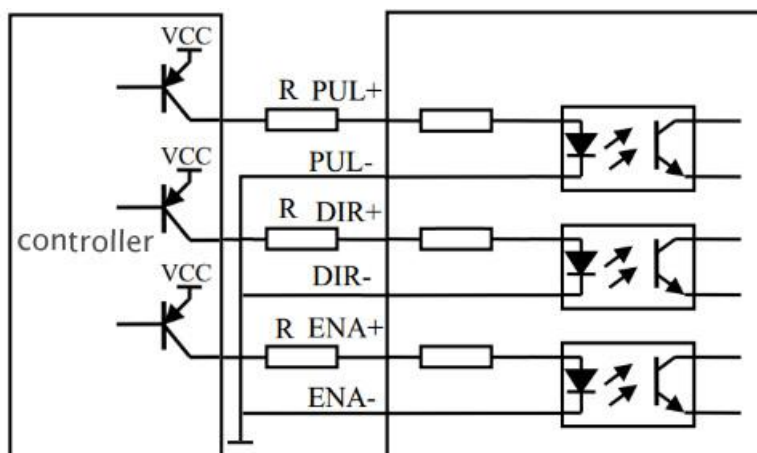 VCC
R PUL+
PUL-
VCC
R DIR+
controller
DIR-
VCC
R ENA+
ENA-